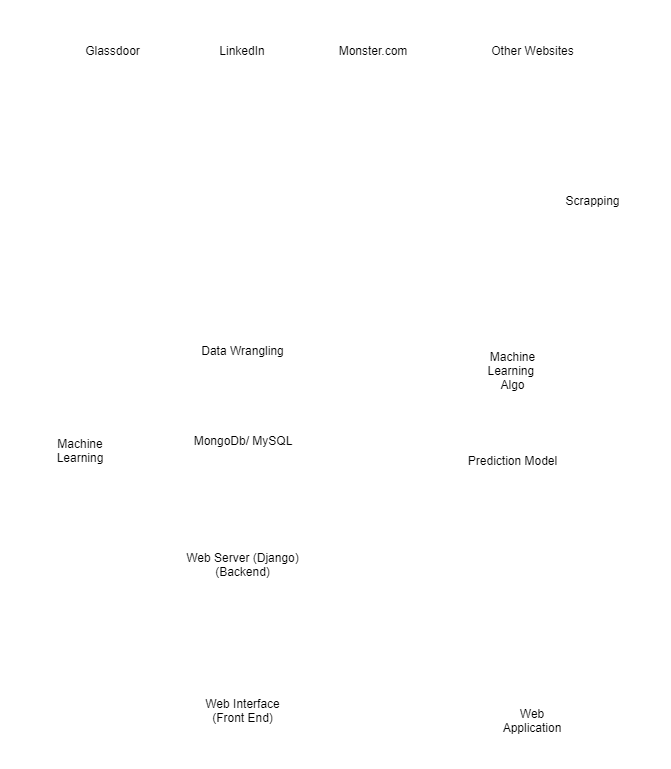 Glassdoor
LinkedIn
Monster.com
Other Websites
Scrapping
Data Wrangling
Machine
Learning
Algo
Machine
Learning
MongoDb/ MySQL
Prediction Model
Web Server (Django)
(Backend)
Web Interface
(Front End)
Web
Application